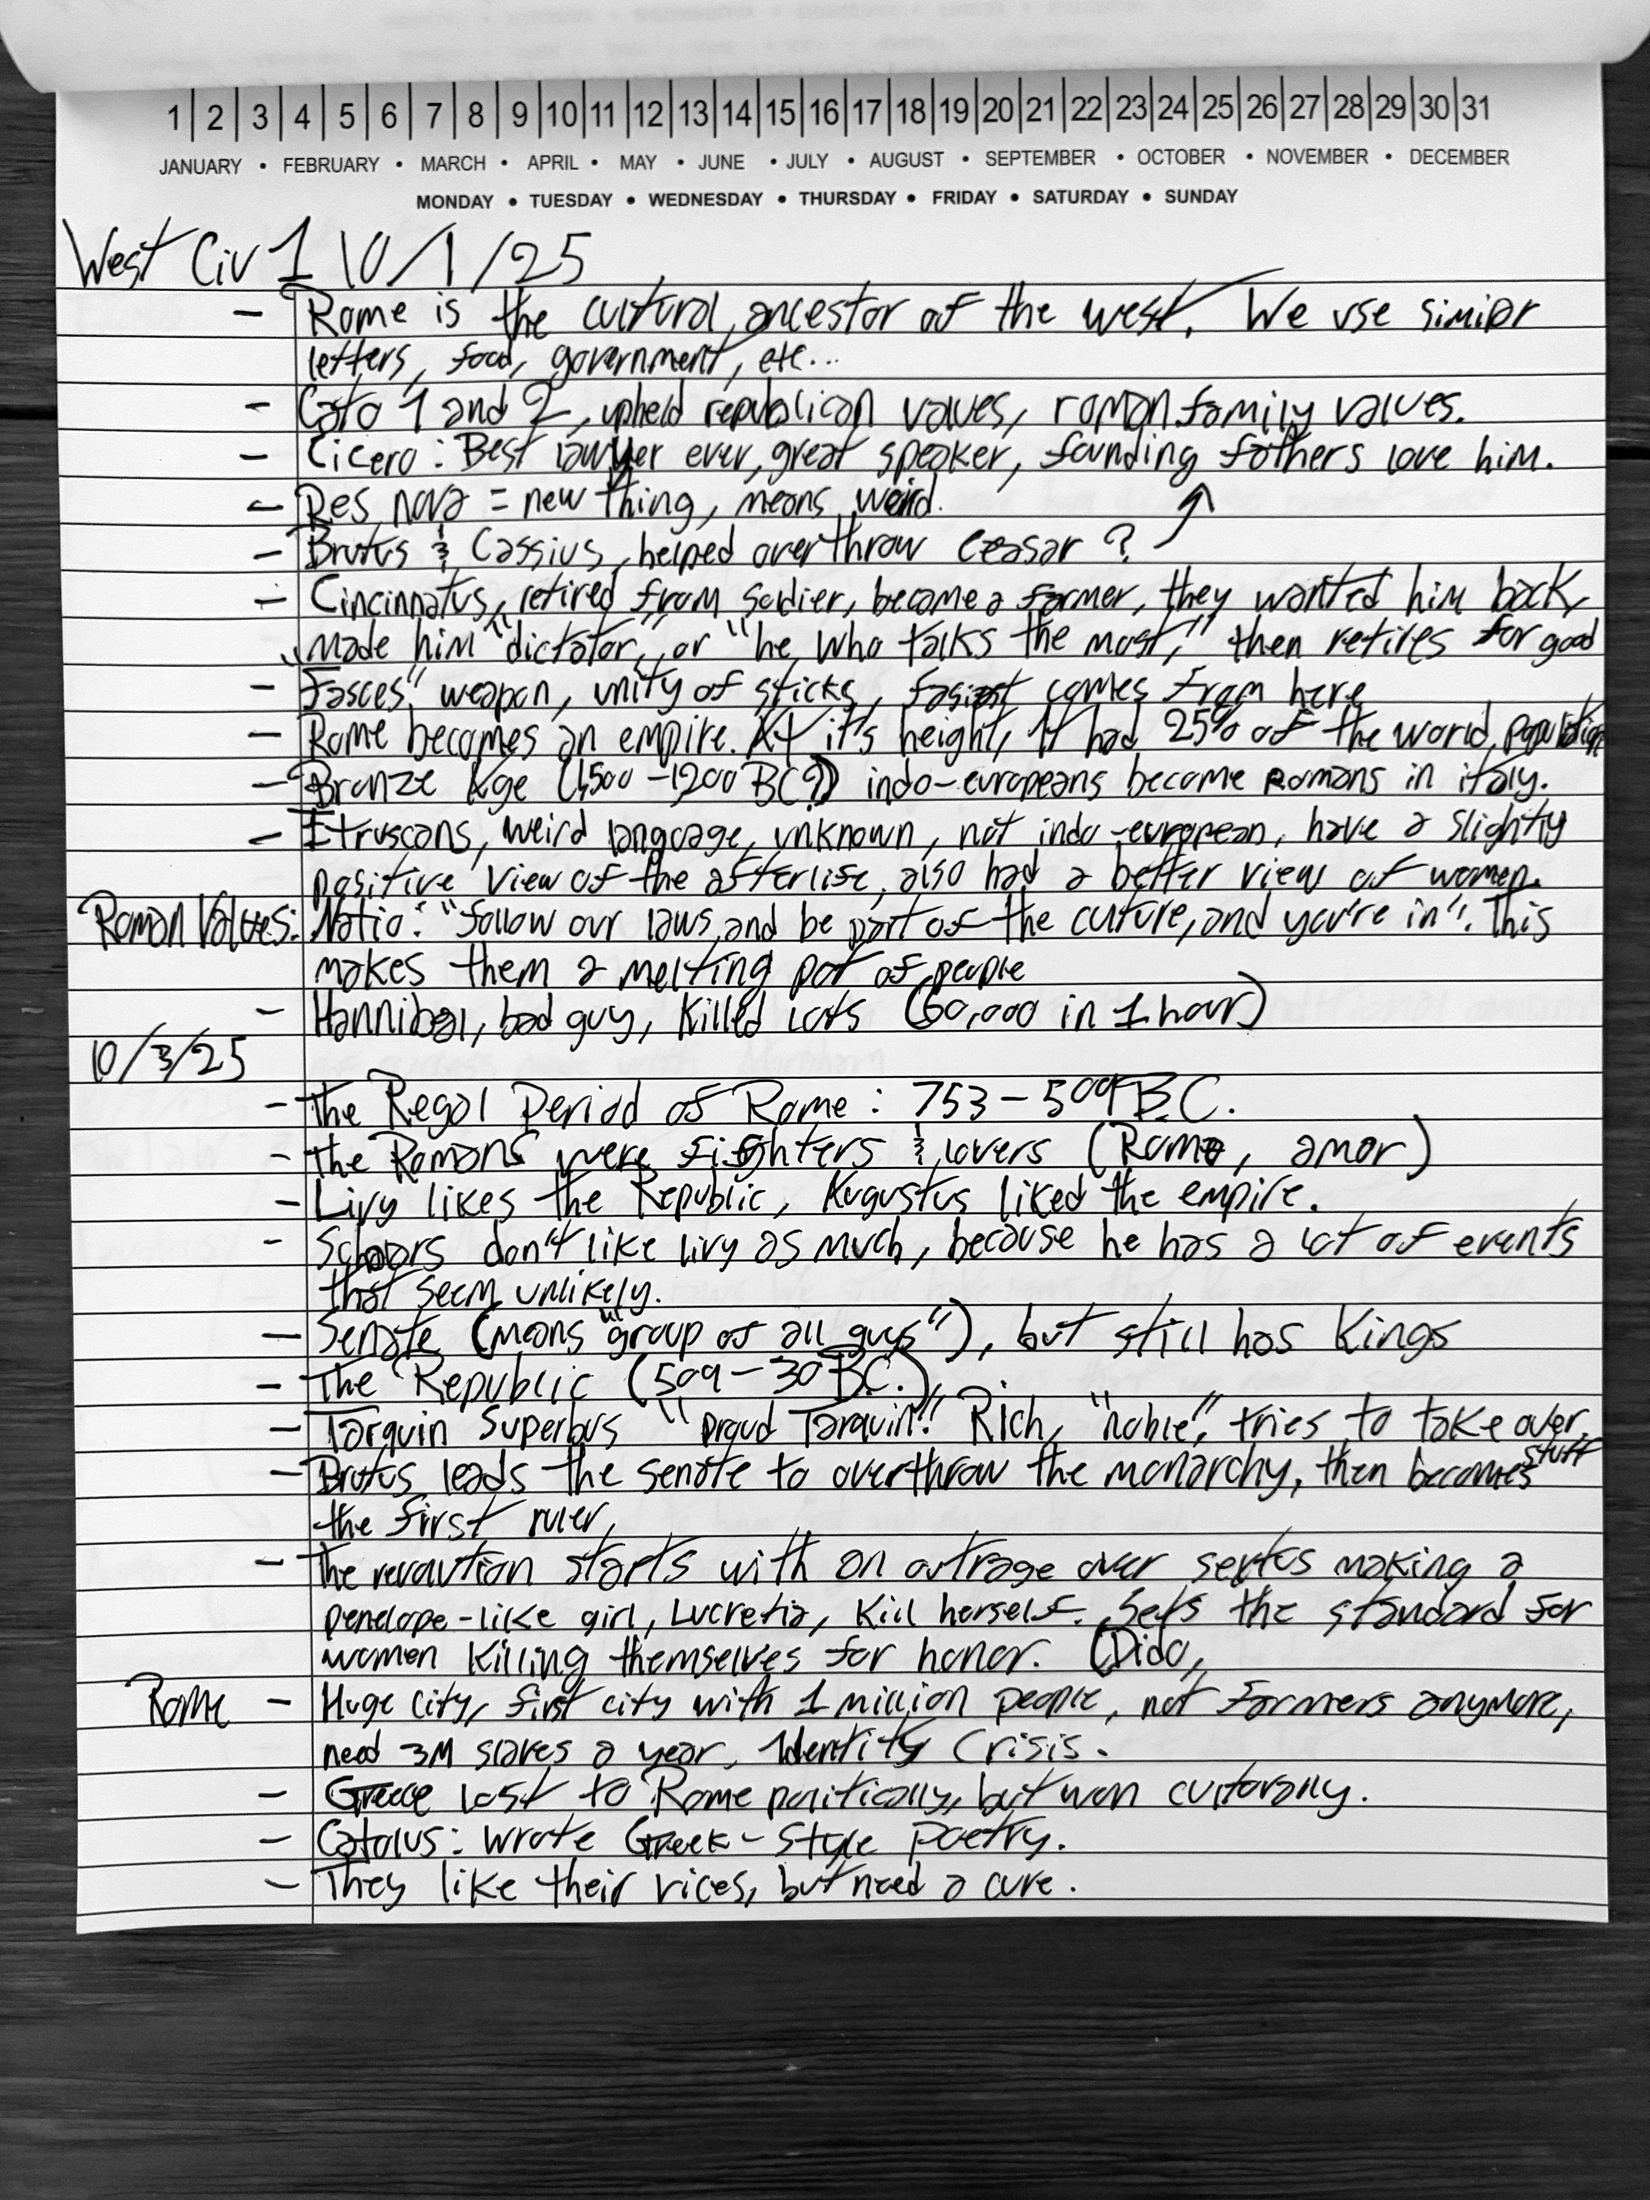 1 | 2 | 3 | 4 | 5 | 6 | 7 | 8 | 9 | 10 | 11 | 12 | 13 | 14 | 15 | 16 | 17 | 18 | 19 | 20 | 21 | 22 | 23 | 24 | 25 | 26 | 27 | 28 | 29 | 30 | 31
JANUARY • FEBRUARY • MARCH • APRIL • MAY • JUNE • JULY • AUGUST • SEPTEMBER • OCTOBER • NOVEMBER • DECEMBER
MONDAY • TUESDAY • WEDNESDAY • THURSDAY • FRIDAY • SATURDAY • SUNDAY
West Civ 1 10/1/25
- Rome is the cultural ancestor of the west. We use similar
letters, food, government, etc...
- Cato 1 and 2, upheld republican values, roman family values.
- Cicero: Best lawyer ever, great speaker, founding fathers love him.
- Res nova = new thing, means weird.
- Brutus & Cassius, helped overthrow Ceasar?
- Cincinnatus, retired from soldier, become a farmer, they wanted him back,
made him "dictator," or "he who talks the most," then retires for good
- "Fasces" weapon, unity of sticks, fasist comes from here
- Rome becomes an empire. At it's height, it had 25% of the world population
- Bronze Age (1,500-1,200 BC?) indo-europeans become Romans in italy.
- Etruscans, weird language, unknown, not indo-european, have a slightly
positive view of the afterlife, also had a better view of women.
Roman Values: Natio: "follow our laws and be part of the culture, and you're in". This
makes them a melting pot of people
- Hannibal, bad guy, killed lots (60,000 in 1 hour)
10/3/25
- The Regal Period of Rome: 753-509 B.C.
- The Romans were fighters & lovers (Roma, amor)
- Livy likes the Republic, Augustus liked the empire.
- Scholars don't like livy as much, because he has a lot of events
that seem unlikely.
- Senate (means "group of all guys"), but still has Kings
- The Republic (509-30 B.C.),
- Tarquin Superbus "proud Tarquin." Rich, "noble," tries to take over stuff
- Brutus leads the senate to overthrow the monarchy, then becomes
the first ruler,
- The revolution starts with an outrage over sextus making a
penelope-like girl, Lucretia, kill herself. Sets the standard for
women killing themselves for honor. (Dido,
Rome - Huge city, first city with 1 million people, not farmers anymore,
need 3M slaves a year, Identity Crisis.
- Greece lost to Rome politically, but won culturally.
- Catalus: wrote Greek-style poetry.
- They like their vices, but need a cure.